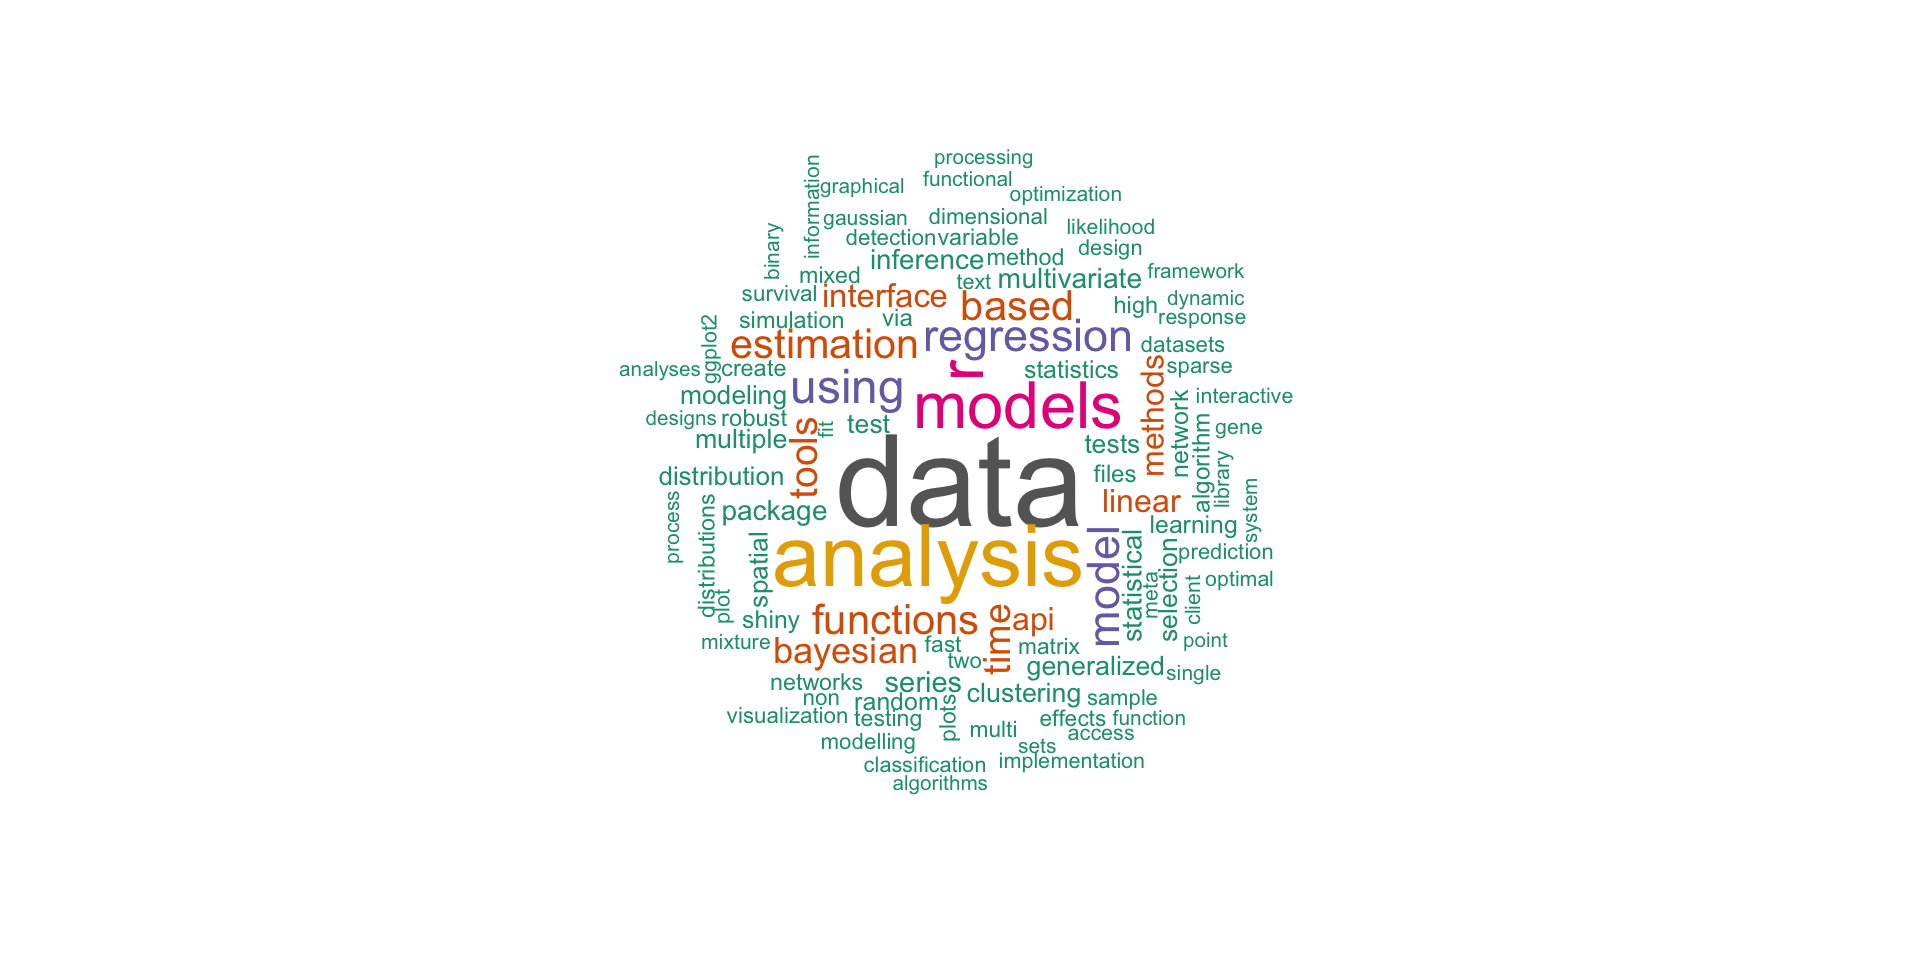 processing
information
graphical
functional
optimization
gaussian
dimensional
likelihood
binary
detection
variable
design
inference
method
mixed
text
multivariate
framework
survival
interface
based
high
dynamic
response
simulation
via
regression
ggplot2
estimation
datasets
analyses
create
r
statistics
methods
sparse
modeling
using
models
network
interactive
designs
robust
tools
fit
test
algorithm
gene
multiple
data
tests
distribution
files
library
process
distributions
package
linear
system
learning
spatial
analysis
model
statistical
selection
prediction
plot
meta
client
optimal
shiny
functions
time
api
point
mixture
bayesian
fast
two
matrix
generalized
single
networks
series
clustering
non
random
plots
sample
visualization
testing
multi
effects
function
modelling
sets
access
classification
implementation
algorithms